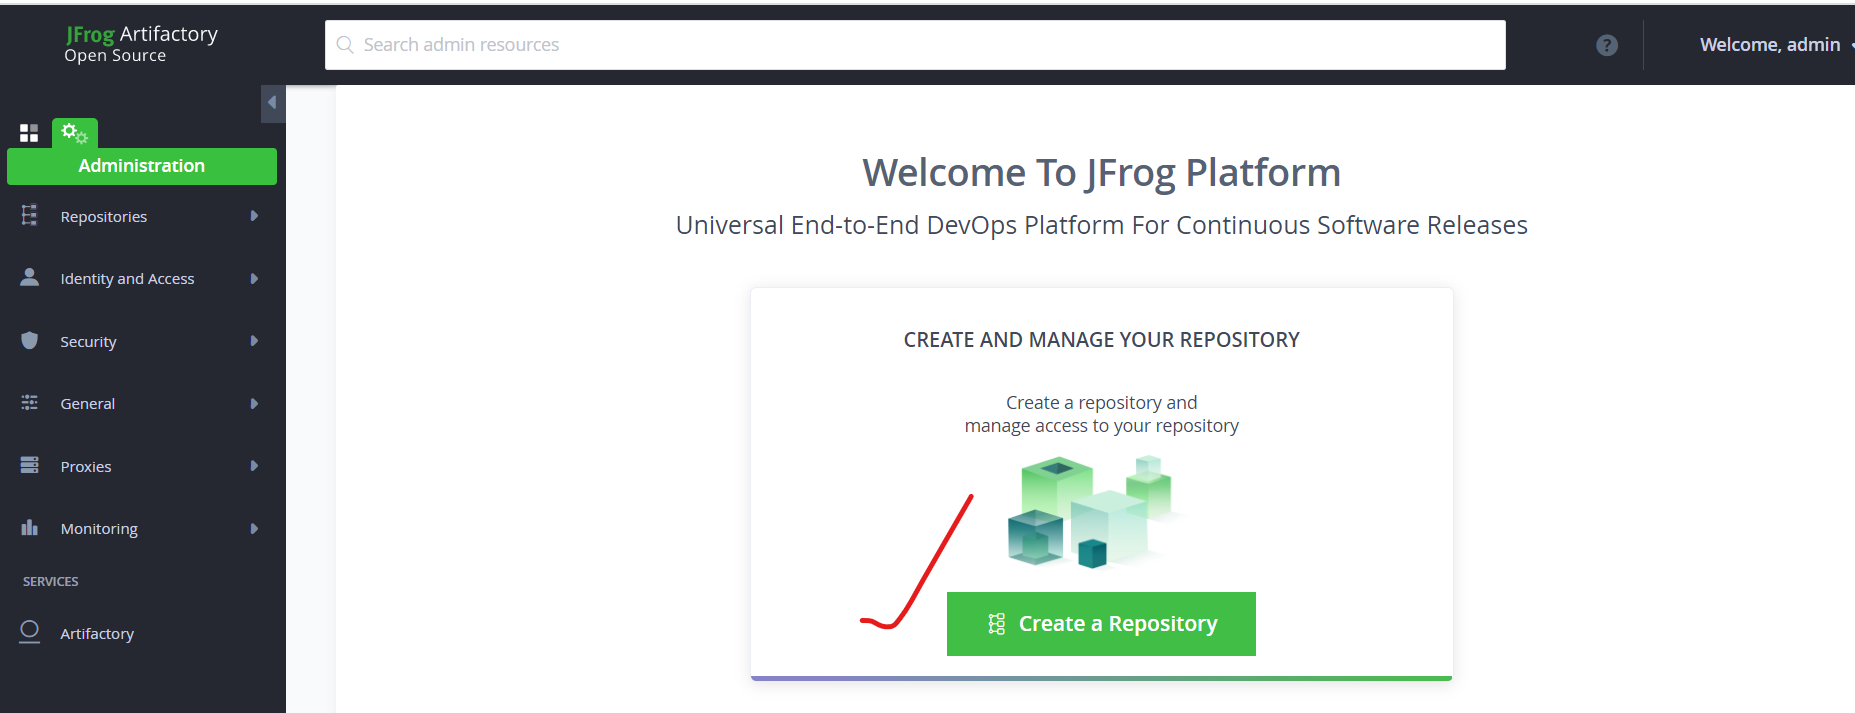 JFrog Artifactory
Open Source
Search admin resources
?
Welcome, admin
Administration
Repositories
Identity and Access
Security
General
Proxies
Monitoring
SERVICES
Artifactory
Welcome To JFrog Platform
Universal End-to-End DevOps Platform For Continuous Software Releases
CREATE AND MANAGE YOUR REPOSITORY
Create a repository and
manage access to your repository
Create a Repository